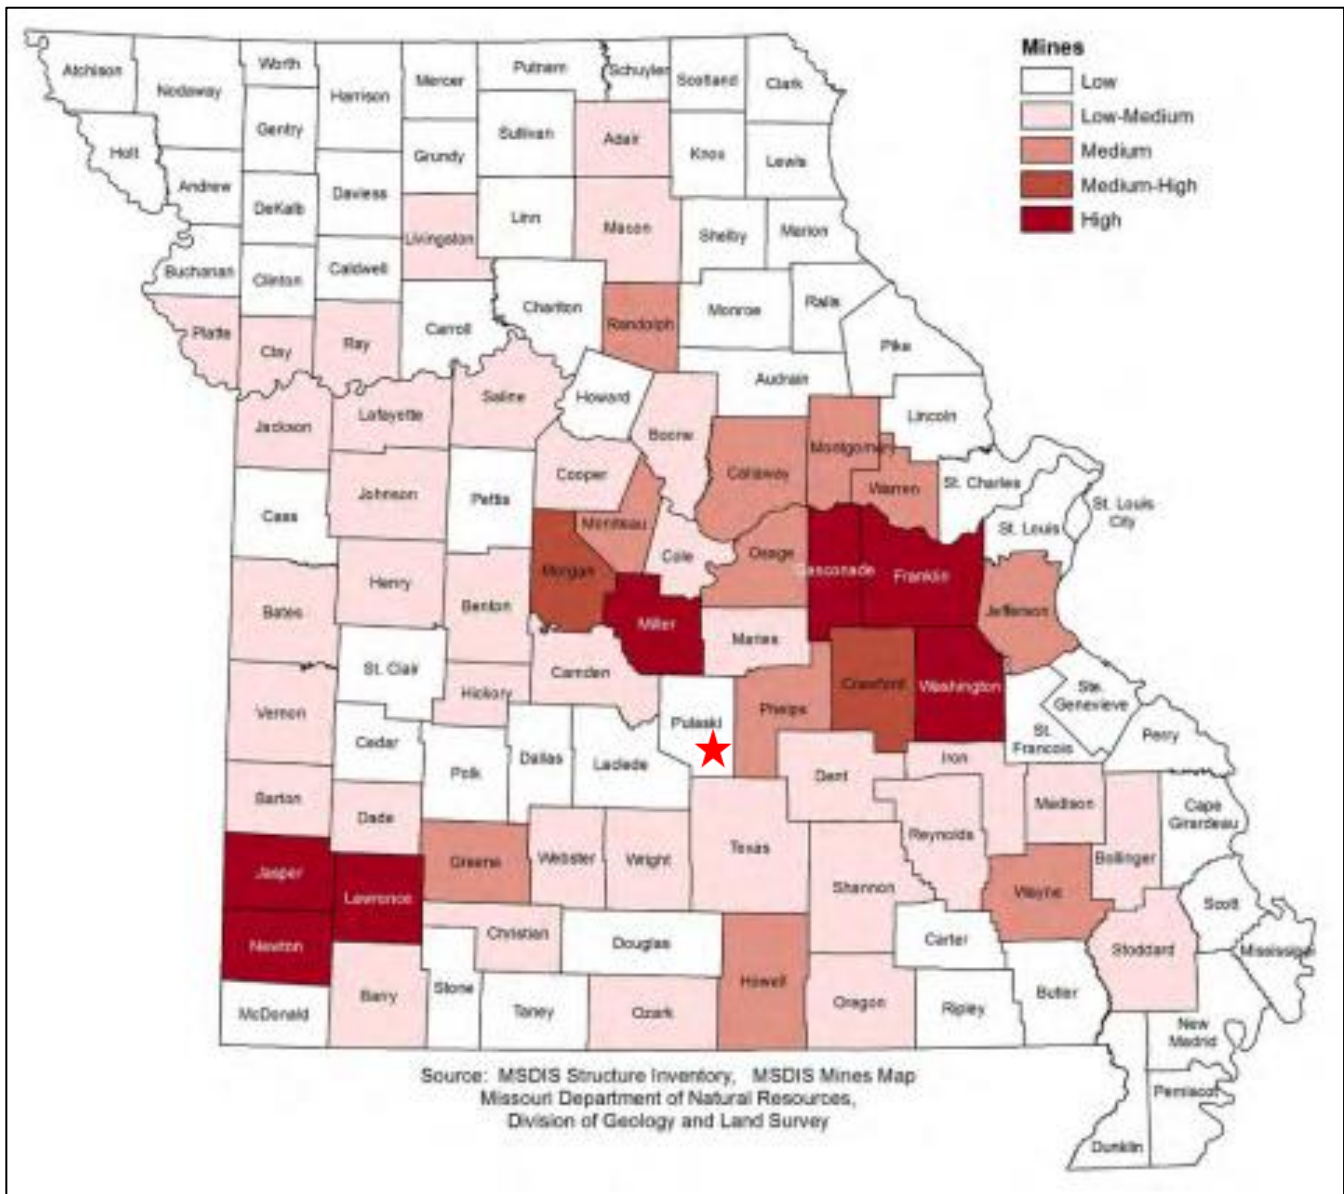 Mines
Low
Low-Medium
Medium
Medium-High
High
Atchison
Nodaway
Worth
Harrison
Mercer
Putnam
Schuyler
Scotland
Clark
Holt
Gentry
Sullivan
Adair
Knox
Lewis
Andrew
DeKalb
Daviess
Grundy
Livingston
Linn
Macon
Shelby
Marion
Buchanan
Clinton
Caldwell
Carroll
Chariton
Randolph
Monroe
Ralls
Pike
Platte
Clay
Ray
Saline
Howard
Audrain
Lincoln
Jackson
Lafayette
Cooper
Boone
Callaway
Montgomery
Warren
St. Charles
St. Louis
St. Louis
City
Cass
Johnson
Pettis
Moniteau
Cole
Osage
Gasconade
Franklin
Jefferson
Bates
Henry
Benton
Morgan
Miller
Maries
Crawford
Washington
Ste.
Genevieve
St. Clair
Hickory
Camden
Pulaski
Phelps
St.
Francois
Perry
Vernon
Cedar
Polk
Dallas
Laclede
Dent
Iron
Madison
Cape
Girardeau
Barton
Dade
Greene
Webster
Wright
Texas
Shannon
Reynolds
Bollinger
Jasper
Lawrence
Christian
Douglas
Wayne
Scott
Newton
Barry
Stone
Taney
Ozark
Howell
Oregon
Carter
Ripley
Butler
Stoddard
Mississippi
McDonald
New
Madrid
Pemiscot
Dunklin
Source: MSDIS Structure Inventory, MSDIS Mines Map
Missouri Department of Natural Resources,
Division of Geology and Land Survey